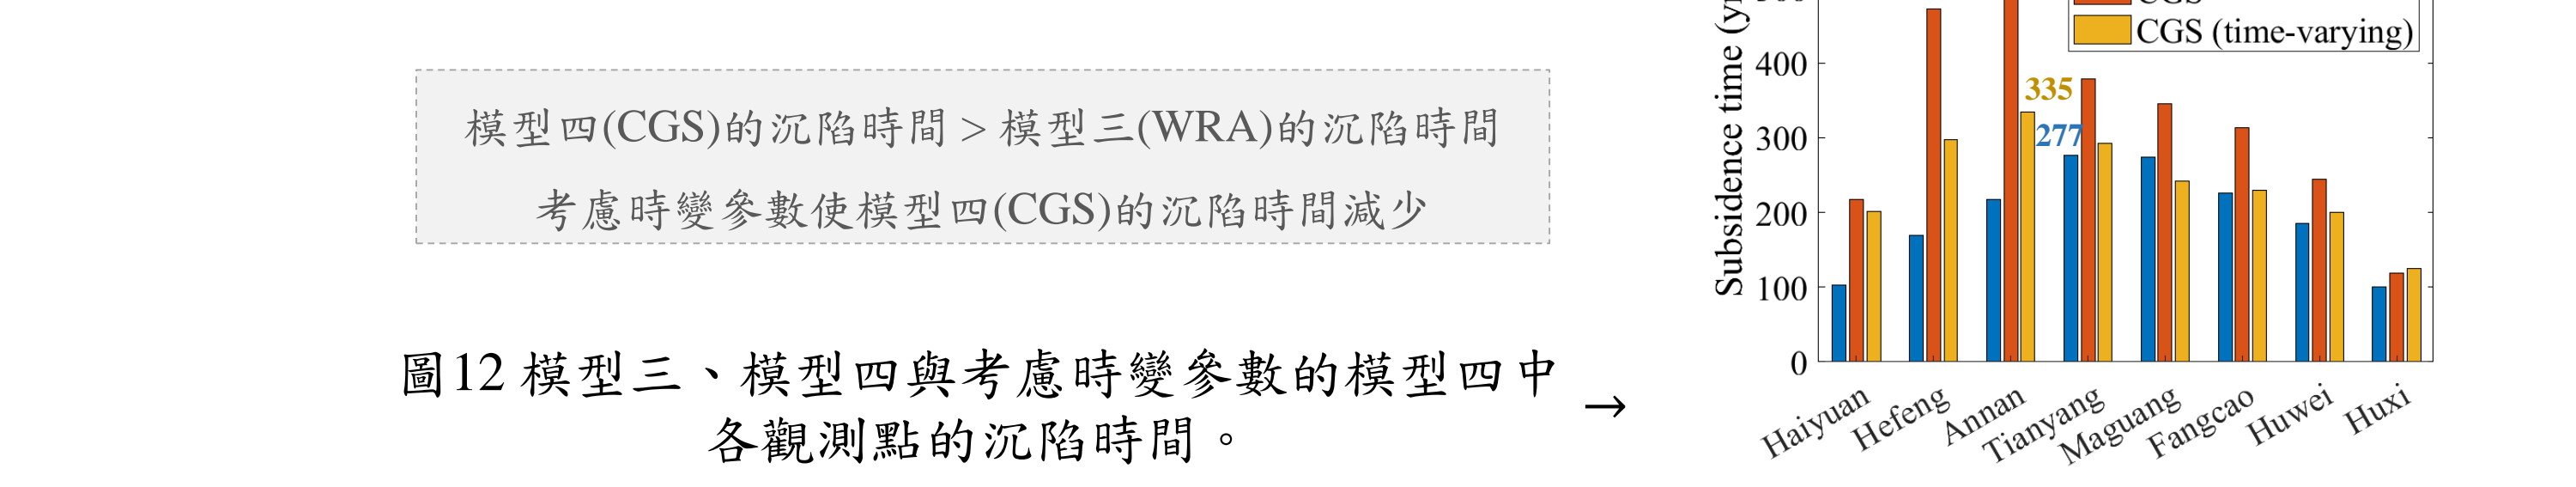 模型四(CGS)的沉陷時間 > 模型三(WRA)的沉陷時間
考慮時變參數使模型四(CGS)的沉陷時間減少
圖12 模型三、模型四與考慮時變參數的模型四中
各觀測點的沉陷時間。
→
CGS
CGS (time-varying)
Subsidence time
400
300
200
100
0
335
277
Haiyuan
Hefeng
Annan
Tianyang
Maguang
Fangcao
Huwei
Huxi